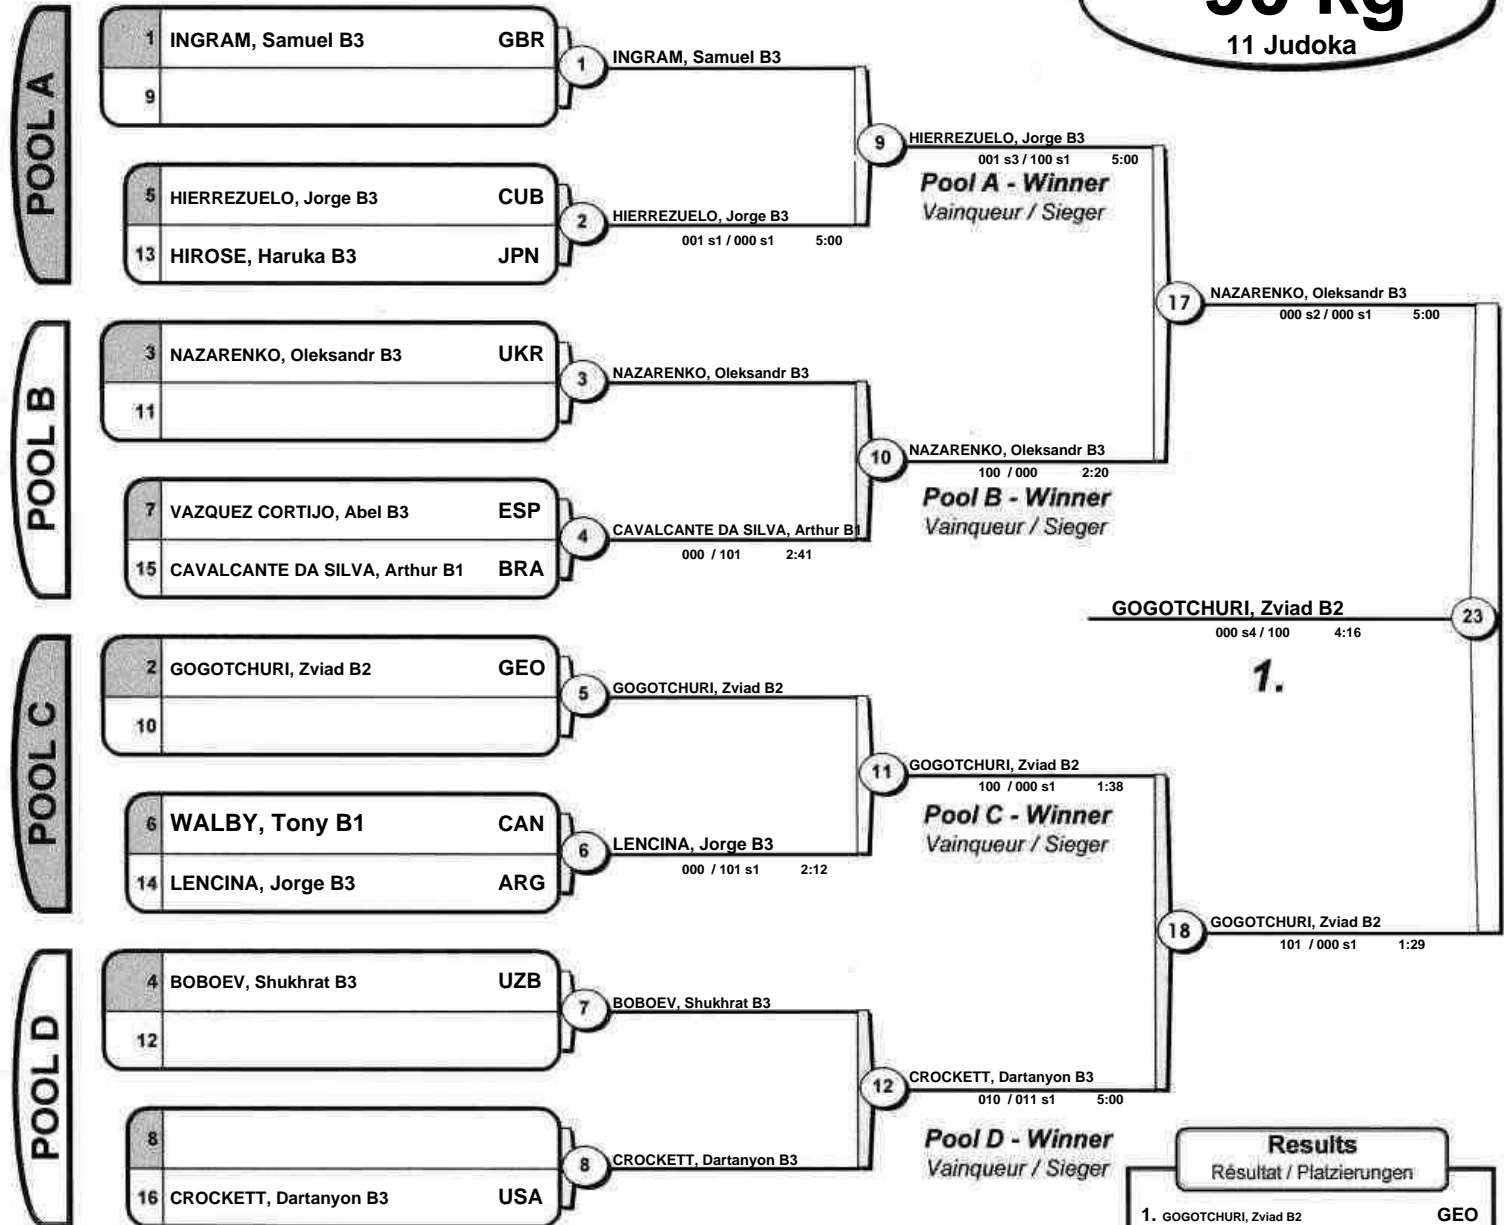 90 kg
11 Judoka
POOL A
1 INGRAM, Samuel B3 GBR
9
5 HIERREZUELO, Jorge B3 CUB
13 HIROSE, Haruka B3 JPN
1 INGRAM, Samuel B3
2 HIERREZUELO, Jorge B3
001 s1 / 000 s1 5:00
9 HIERREZUELO, Jorge B3
001 s3 / 100 s1 5:00
Pool A - Winner
Vainqueur / Sieger
POOL B
3 NAZARENKO, Oleksandr B3 UKR
11
7 VAZQUEZ CORTIJO, Abel B3 ESP
15 CAVALCANTE DA SILVA, Arthur B1 BRA
3 NAZARENKO, Oleksandr B3
4 CAVALCANTE DA SILVA, Arthur B1
000 / 101 2:41
10 NAZARENKO, Oleksandr B3
100 / 000 2:20
Pool B - Winner
Vainqueur / Sieger
17 NAZARENKO, Oleksandr B3
000 s2 / 000 s1 5:00
GOGOTCHURI, Zviad B2 23
000 s4 / 100 4:16
1.
POOL C
2 GOGOTCHURI, Zviad B2 GEO
10
6 WALBY, Tony B1 CAN
14 LENCINA, Jorge B3 ARG
5 GOGOTCHURI, Zviad B2
6 LENCINA, Jorge B3
000 / 101 s1 2:12
11 GOGOTCHURI, Zviad B2
100 / 000 s1 1:38
Pool C - Winner
Vainqueur / Sieger
18 GOGOTCHURI, Zviad B2
101 / 000 s1 1:29
POOL D
4 BOBOEV, Shukhrat B3 UZB
12
8
16 CROCKETT, Dartanyon B3 USA
7 BOBOEV, Shukhrat B3
8 CROCKETT, Dartanyon B3
12 CROCKETT, Dartanyon B3
010 / 011 s1 5:00
Pool D - Winner
Vainqueur / Sieger
Results
Résultat / Platzierungen
1. GOGOTCHURI, Zviad B2 GEO